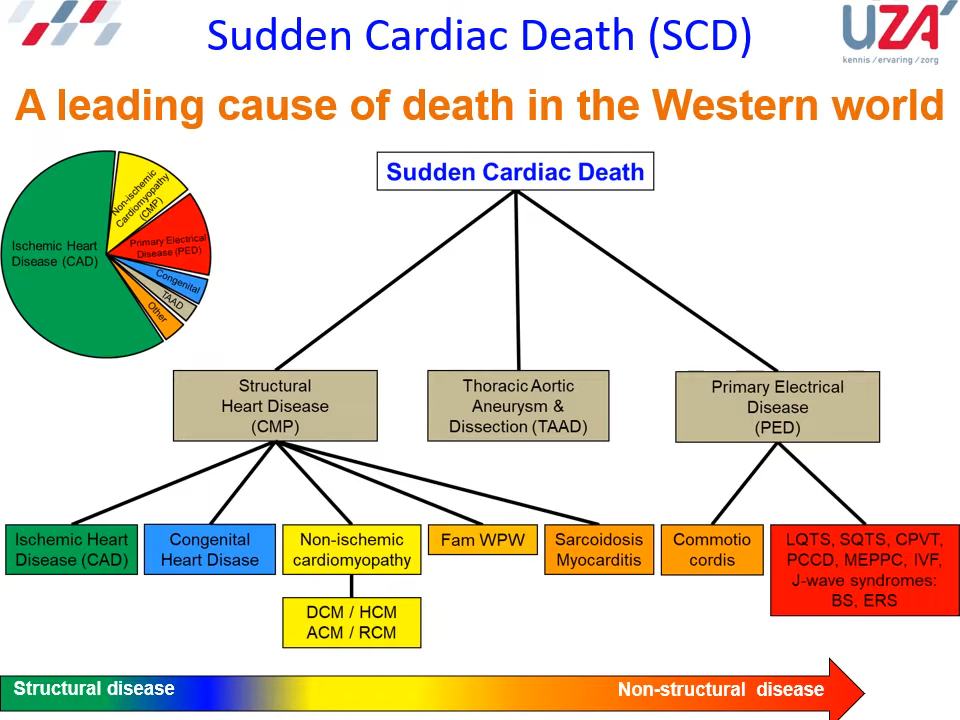 Sudden Cardiac Death (SCD)
UZA'
kennis / ervaring / zorg
A leading cause of death in the Western world
Non-ischemic
Cardiomyopathy
(CMP)
Ischemic Heart
Disease (CAD)
Primary Electrical
Disease (PED)
Congenital
TAAD
Other
Sudden Cardiac Death
Structural
Heart Disease
(CMP)
Thoracic Aortic
Aneurysm &
Dissection (TAAD)
Primary Electrical
Disease
(PED)
Ischemic Heart
Disease (CAD)
Congenital
Heart Disase
Non-ischemic
cardiomyopathy
Fam WPW
Sarcoidosis
Myocarditis
Commotio
cordis
LQTS, SQTS, CPVT,
PCCD, MEPPC, IVF,
J-wave syndromes:
BS, ERS
DCM / HCM
ACM / RCM
Structural disease
Non-structural disease